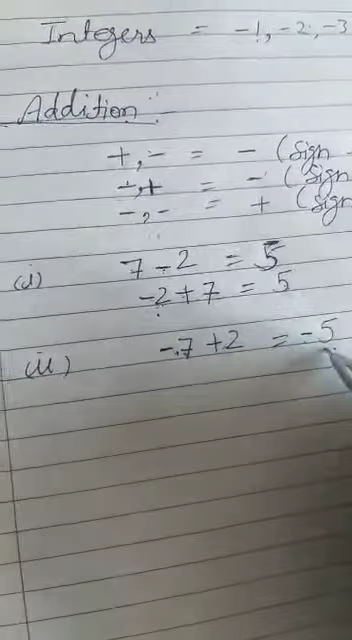 Integers = -1, -2, -3
Addition :
+, - = - (Sign
-, + = - (Sign
-, - = + (Sign
(i) 7 - 2 = 5
-2 + 7 = 5
(ii) -7 + 2 = -5